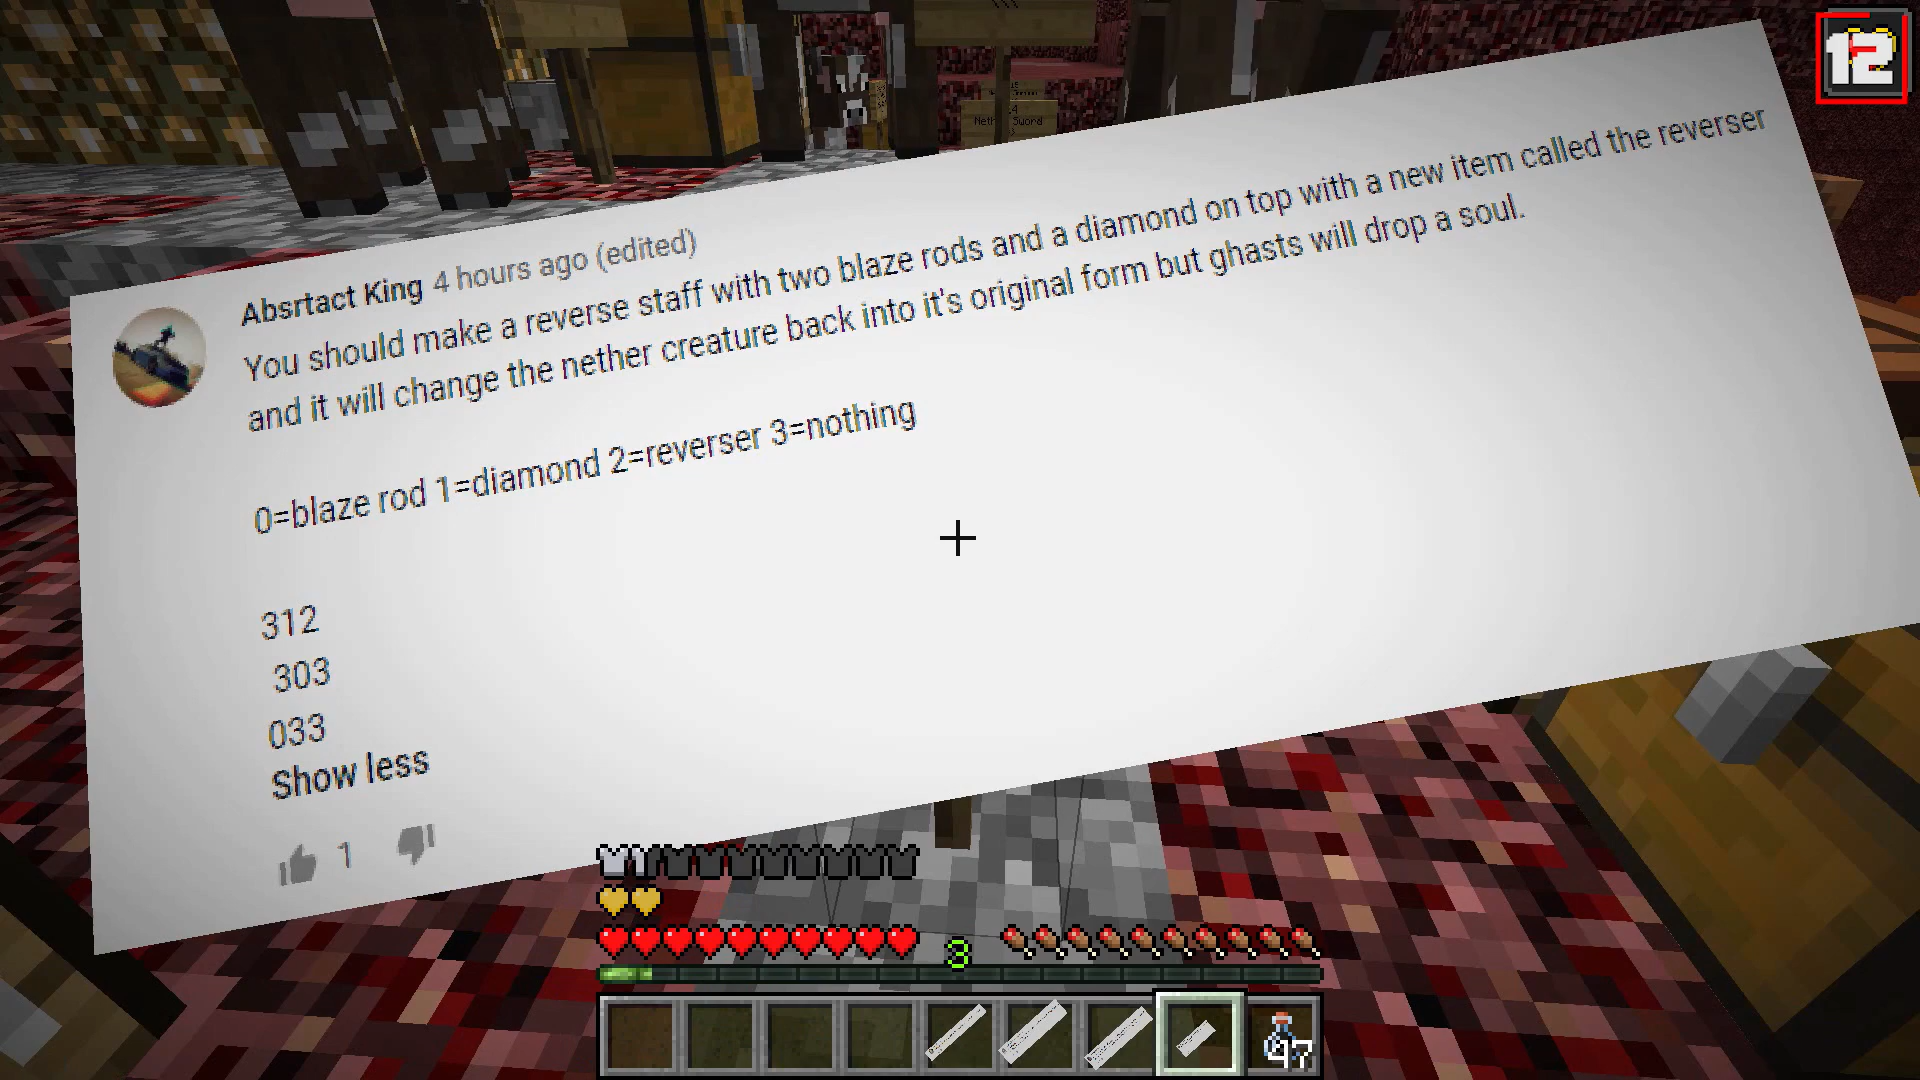 12
Absrtact King 4 hours ago (edited)
You should make a reverse staff with two blaze rods and a diamond on top with a new item called the reverser
and it will change the nether creature back into it's original form but ghasts will drop a soul.
0=blaze rod 1=diamond 2=reverser 3=nothing
312
303
033
Show less
1
3
47